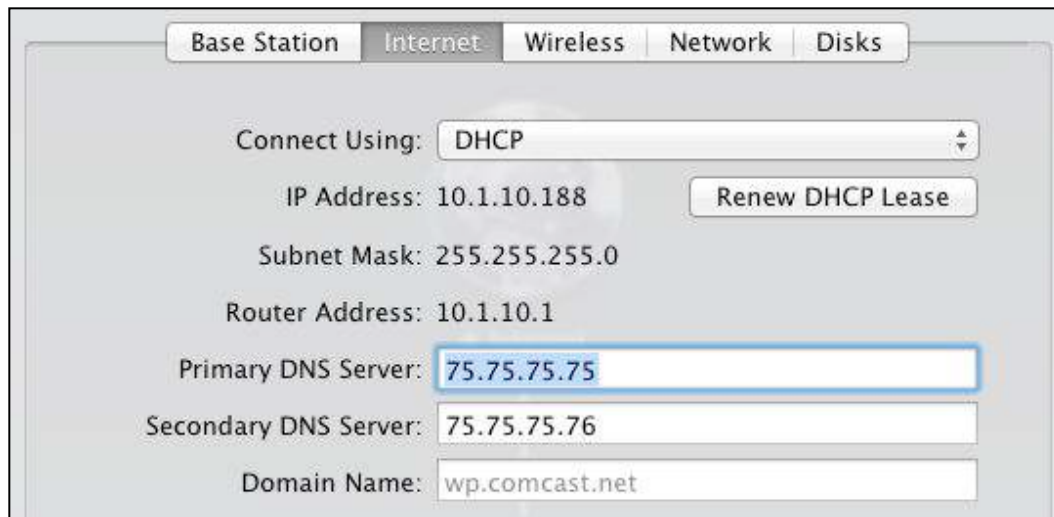 Base Station Internet Wireless Network Disks
Connect Using: DHCP
IP Address: 10.1.10.188 Renew DHCP Lease
Subnet Mask: 255.255.255.0
Router Address: 10.1.10.1
Primary DNS Server: 75.75.75.75
Secondary DNS Server: 75.75.75.76
Domain Name: wp.comcast.net